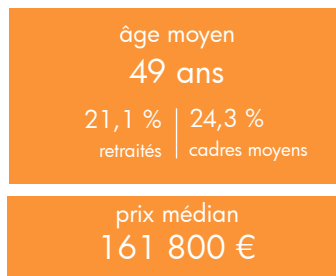 âge moyen
49 ans
21,1 % | 24,3 %
retraités | cadres moyens
prix médian
161 800 €